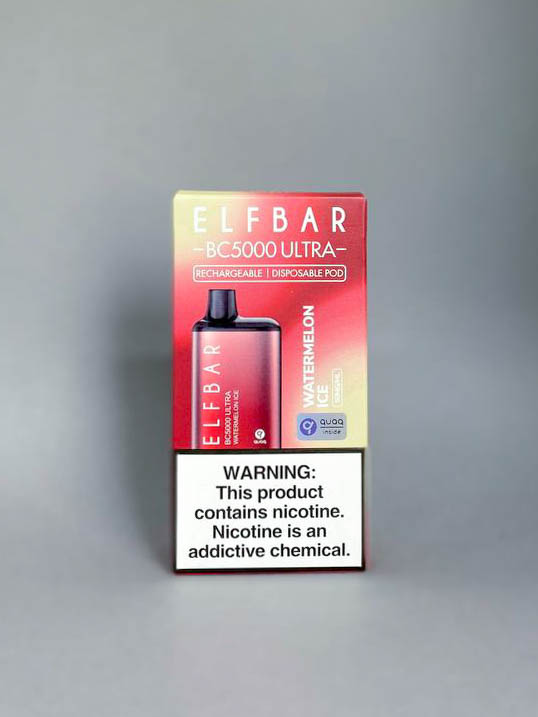 ELFBAR
-BC5000 ULTRA-
RECHARGEABLE | DISPOSABLE POD
ELFBAR
BC5000 ULTRA
WATERMELON ICE
QUAQ
WATERMELON
ICE
QUAQ
inside
WARNING:
This product
contains nicotine.
Nicotine is an
addictive chemical.